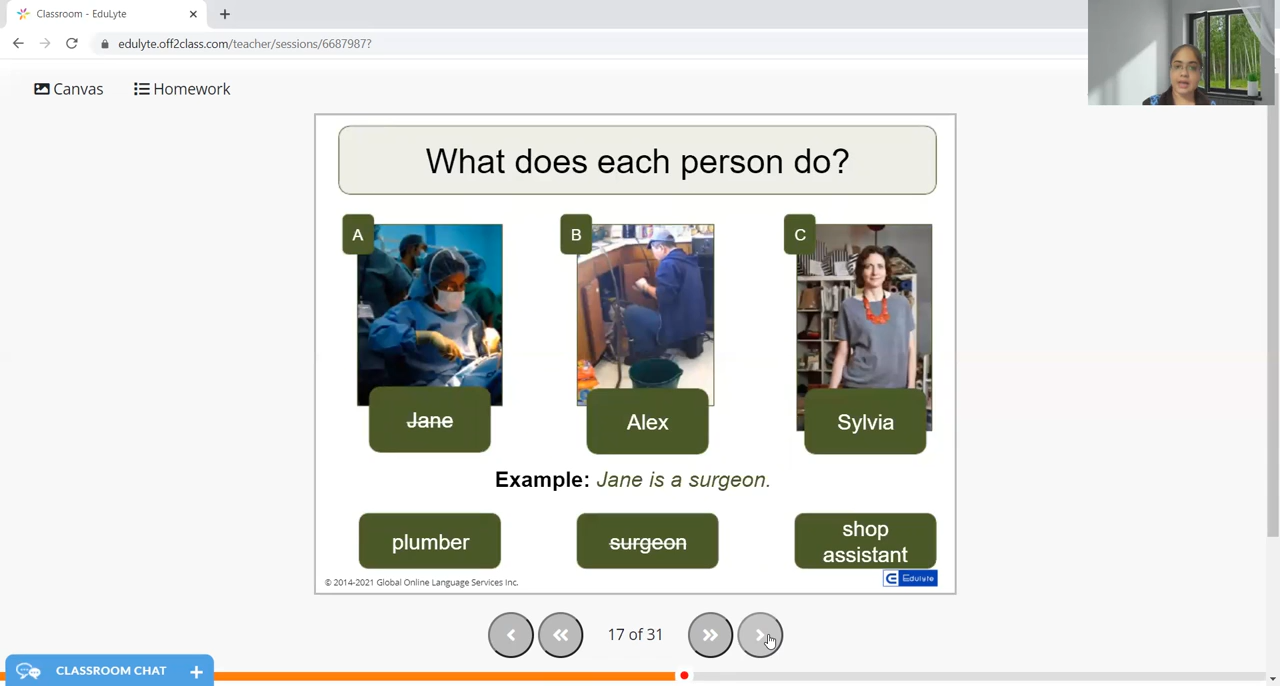 Classroom - EduLyte
edulyte.off2class.com/teacher/sessions/6687987?
Canvas
Homework
What does each person do?
A
B
C
Jane
Alex
Sylvia
Example: Jane is a surgeon.
plumber
surgeon
shop
assistant
© 2014-2021 Global Online Language Services Inc.
Edulyte
17 of 31
CLASSROOM CHAT